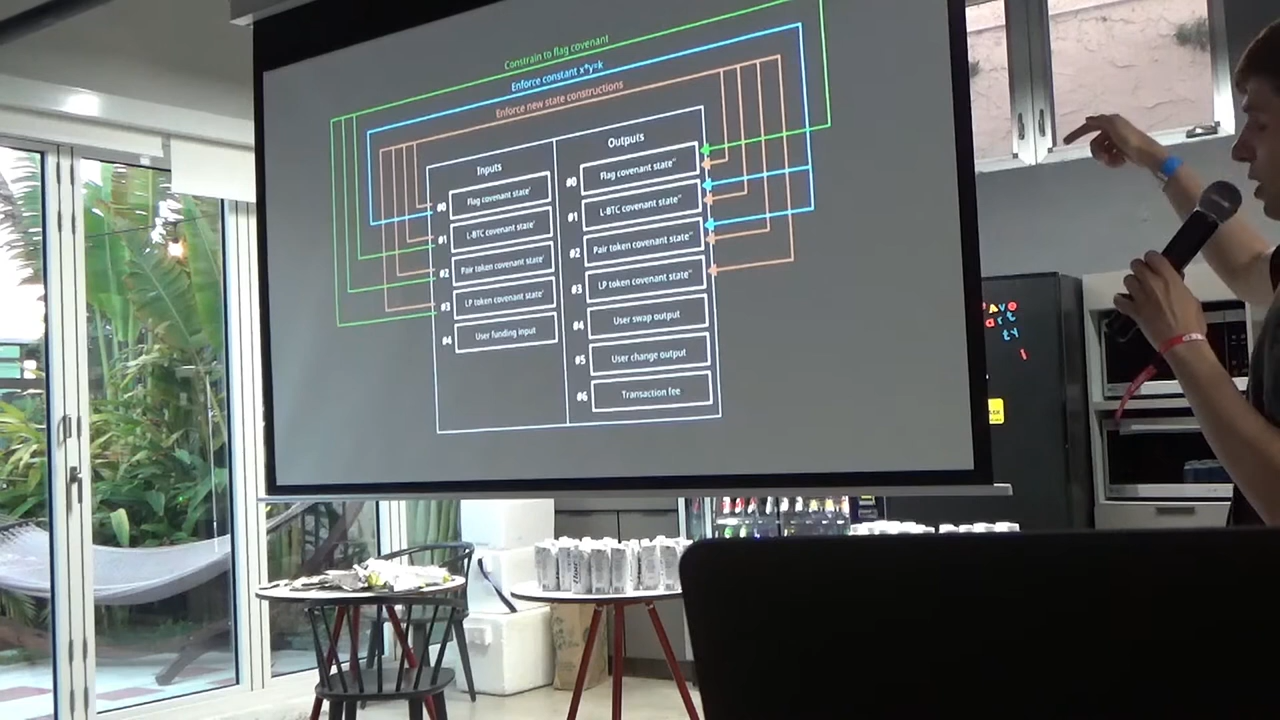 Constrain to flag covenant
Enforce constant x*y=k
Enforce new state constructions
Inputs
Outputs
#0 Flag covenant state'
#1 L-BTC covenant state'
#2 Pair token covenant state'
#3 LP token covenant state'
#4 User funding input
#0 Flag covenant state''
#1 L-BTC covenant state''
#2 Pair token covenant state''
#3 LP token covenant state''
#4 User swap output
#5 User change output
#6 Transaction fee